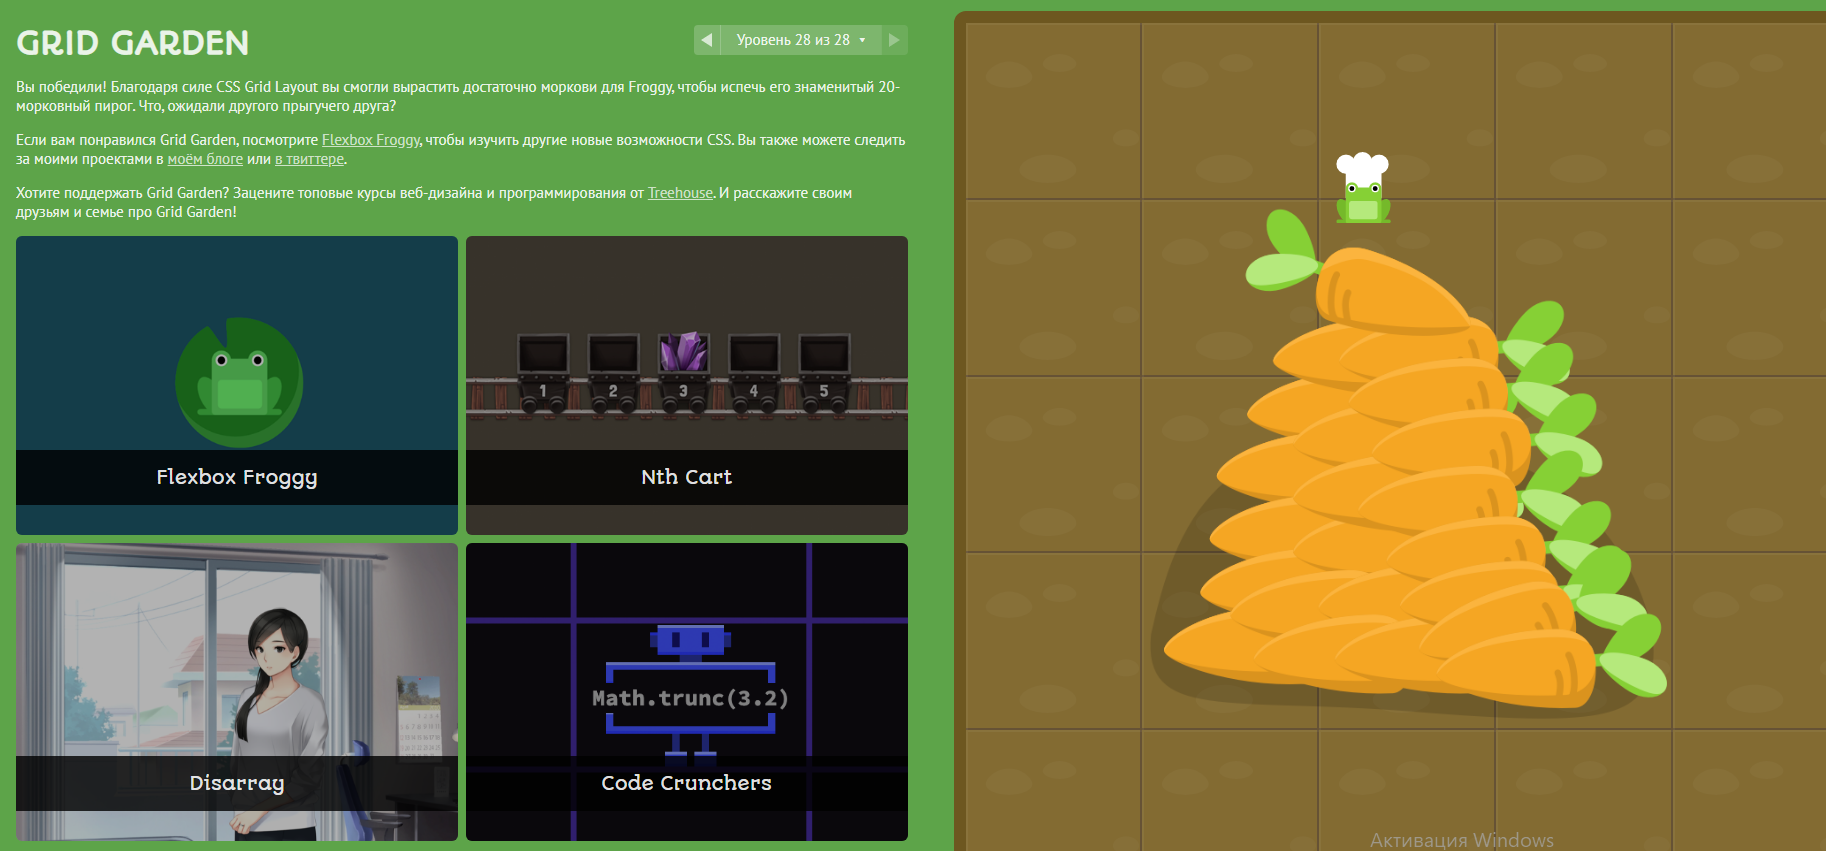 GRID GARDEN
Уровень 28 из 28
Вы победили! Благодаря силе CSS Grid Layout вы смогли вырастить достаточно моркови для Froggy, чтобы испечь его знаменитый 20-
морковный пирог. Что, ожидали другого прыгучего друга?
Если вам понравился Grid Garden, посмотрите Flexbox Froggy, чтобы изучить другие новые возможности CSS. Вы также можете следить
за моими проектами в моём блоге или в твиттере.
Хотите поддержать Grid Garden? Зацените топовые курсы веб-дизайна и программирования от Treehouse. И расскажите своим
друзьям и семье про Grid Garden!
1 2 3 4 5
Flexbox Froggy
Nth Cart
Math.trunc(3.2)
Disarray
Code Crunchers
Активация Windows